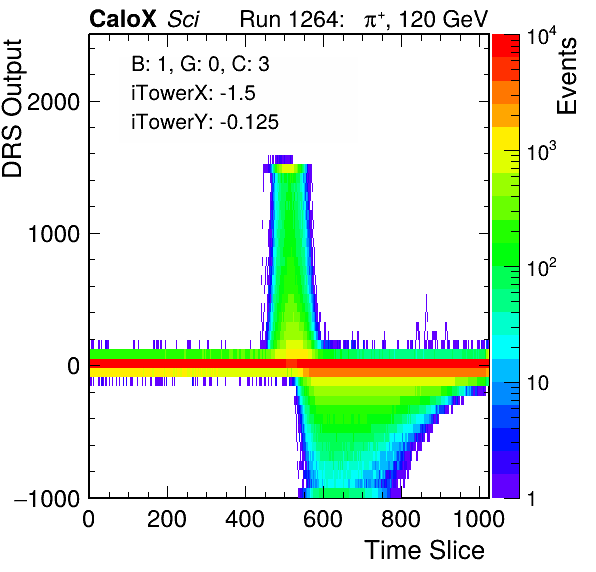 CaloX Sci Run 1264: π⁺, 120 GeV
B: 1, G: 0, C: 3
iTowerX: -1.5
iTowerY: -0.125
DRS Output
2000
1000
0
−1000
0 200 400 600 800 1000
Time Slice
Events
10⁴
10³
10²
10
1